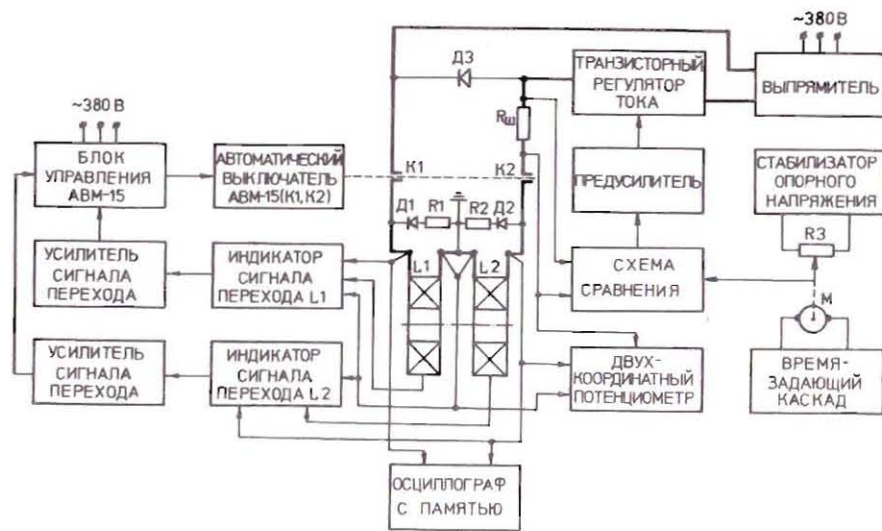 ~380 В
~380 В
БЛОК
УПРАВЛЕНИЯ
АВМ-15
АВТОМАТИЧЕСКИЙ
ВЫКЛЮЧАТЕЛЬ
АВМ-15(К1,К2)
УСИЛИТЕЛЬ
СИГНАЛА
ПЕРЕХОДА
ИНДИКАТОР
СИГНАЛА
ПЕРЕХОДА L1
УСИЛИТЕЛЬ
СИГНАЛА
ПЕРЕХОДА
ИНДИКАТОР
СИГНАЛА
ПЕРЕХОДА L2
Д3
Rш
К1
К2
Д1
R1
R2
Д2
L1
L2
ТРАНЗИСТОРНЫЙ
РЕГУЛЯТОР
ТОКА
ВЫПРЯМИТЕЛЬ
ПРЕДУСИЛИТЕЛЬ
СТАБИЛИЗАТОР
ОПОРНОГО
НАПРЯЖЕНИЯ
R3
СХЕМА
СРАВНЕНИЯ
М
ДВУХ-
КООРДИНАТНЫЙ
ПОТЕНЦИОМЕТР
ВРЕМЯ-
ЗАДАЮЩИЙ
КАСКАД
ОСЦИЛЛОГРАФ
С ПАМЯТЬЮ